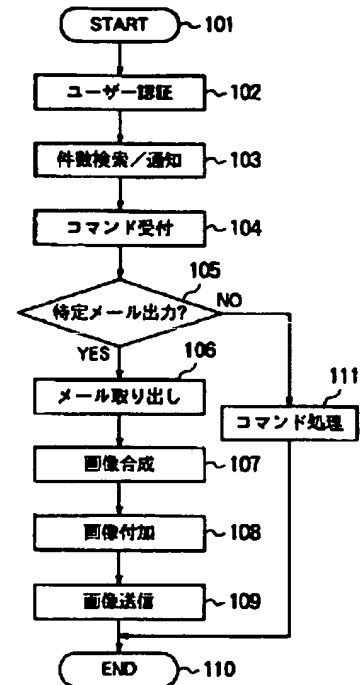 START 101
ユーザー認証 102
件数検索／通知 103
コマンド受付 104
105
特定メール出力? NO
YES 106
メール取り出し
111
コマンド処理
画像合成 107
画像付加 108
画像送信 109
END 110